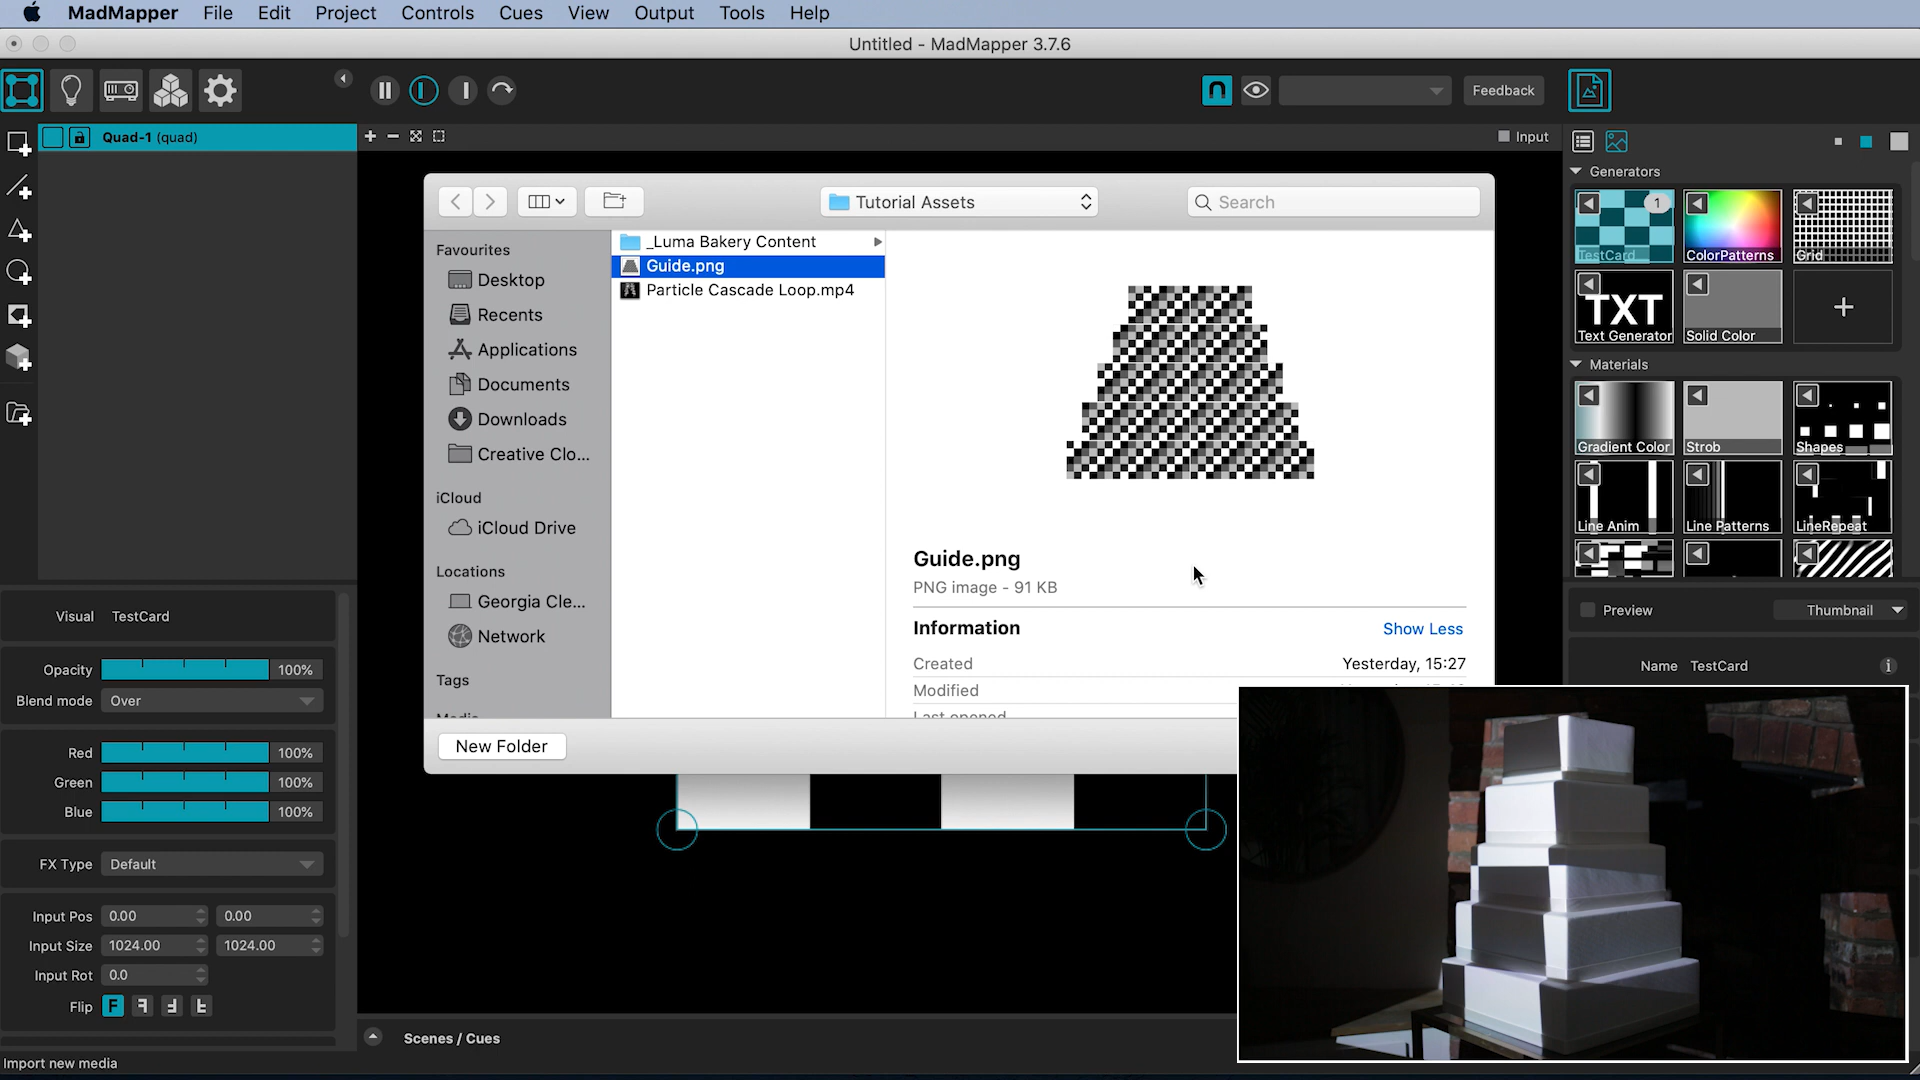 MadMapper File Edit Project Controls Cues View Output Tools Help
Untitled - MadMapper 3.7.6
Feedback
Quad-1 (quad)
Input
Tutorial Assets
Search
Favourites
Desktop
Recents
Applications
Documents
Downloads
Creative Clo...
iCloud
iCloud Drive
Locations
Georgia Cle...
Network
Tags
_Luma Bakery Content
Guide.png
Particle Cascade Loop.mp4
Guide.png
PNG image - 91 KB
Information Show Less
Created Yesterday, 15:27
Modified
Last opened
New Folder
Generators
1
TestCard ColorPatterns Grid
TXT
Text Generator Solid Color
Materials
Gradient Color Strob Shapes
Line Anim Line Patterns LineRepeat
Preview Thumbnail
Name TestCard
Visual TestCard
Opacity 100%
Blend mode Over
Red 100%
Green 100%
Blue 100%
FX Type Default
Input Pos 0.00 0.00
Input Size 1024.00 1024.00
Input Rot 0.0
Flip F
Scenes / Cues
Import new media